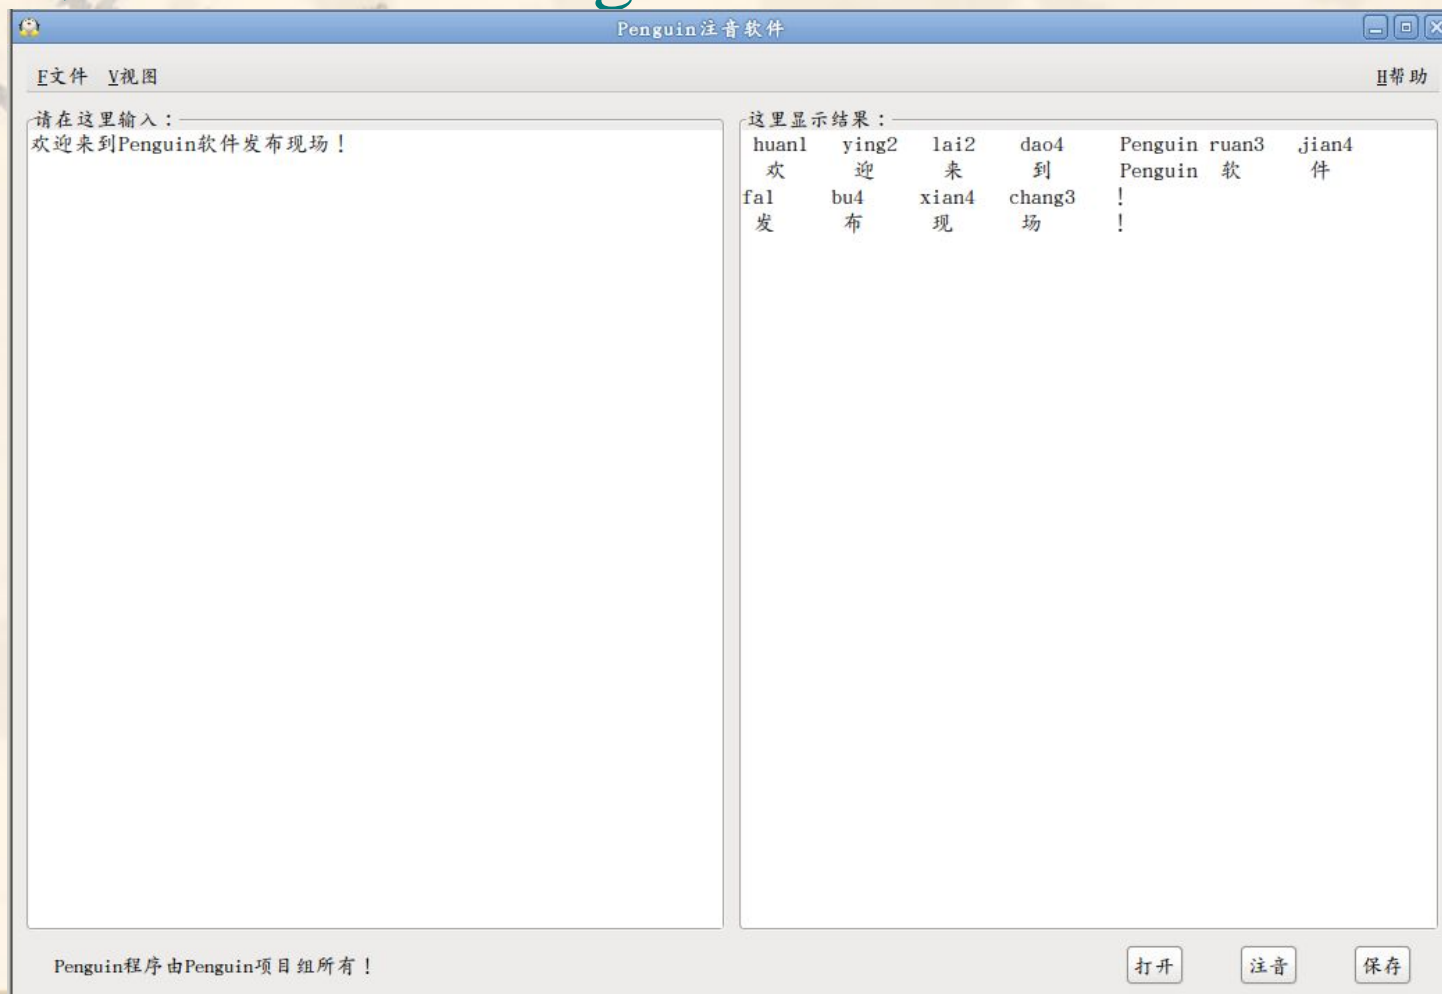 Penguin注音软件
F文件 V视图 H帮助
请在这里输入：
欢迎来到Penguin软件发布现场！
这里显示结果：
huan1 ying2 lai2 dao4 Penguin ruan3 jian4
欢 迎 来 到 Penguin 软 件
fa1 bu4 xian4 chang3 !
发 布 现 场 !
Penguin程序由Penguin项目组所有！
打开 注音 保存